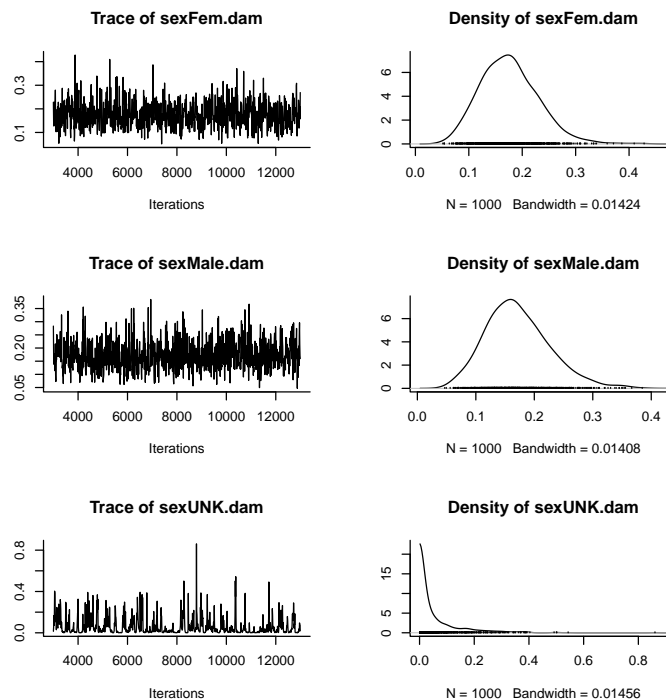 Trace of sexFem.dam
0.1 0.3
4000 6000 8000 10000 12000
Iterations
Density of sexFem.dam
0 2 4 6
0.0 0.1 0.2 0.3 0.4
N = 1000 Bandwidth = 0.01424
Trace of sexMale.dam
0.05 0.20 0.35
4000 6000 8000 10000 12000
Iterations
Density of sexMale.dam
0 2 4 6
0.0 0.1 0.2 0.3 0.4
N = 1000 Bandwidth = 0.01408
Trace of sexUNK.dam
0.0 0.4 0.8
4000 6000 8000 10000 12000
Iterations
Density of sexUNK.dam
0 5 15
0.0 0.2 0.4 0.6 0.8
N = 1000 Bandwidth = 0.01456